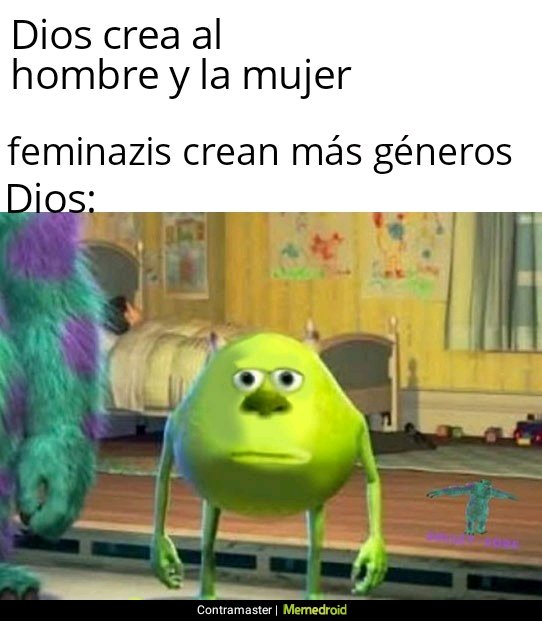 Dios crea al
hombre y la mujer
feminazis crean más géneros
Dios:
Contramaster | Memedroid